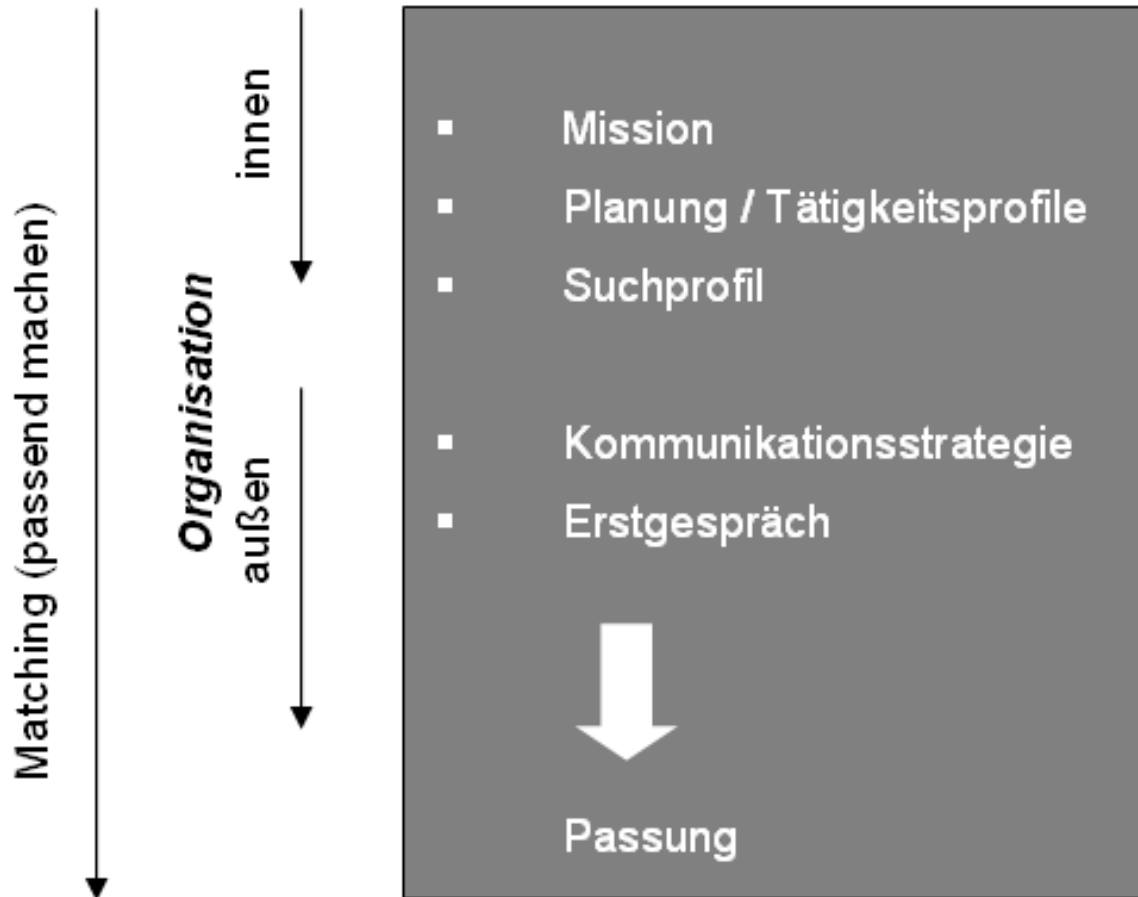 Matching (passend machen)
Organisation
innen
außen
Mission
Planung / Tätigkeitsprofile
Suchprofil
Kommunikationsstrategie
Erstgespräch
Passung